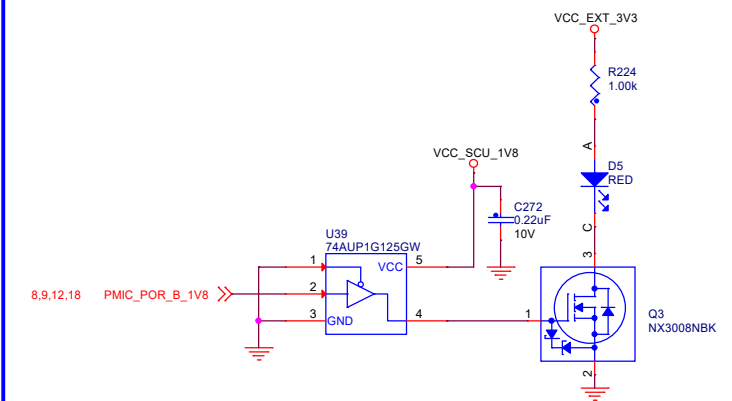 VCC_EXT_3V3
R224
1.00k
A
D5
RED
C
VCC_SCU_1V8
C272
0.22uF
10V
U39
74AUP1G125GW
1
VCC
5
8,9,12,18 PMIC_POR_B_1V8
2
3
GND
4
1
3
Q3
NX3008NBK
2